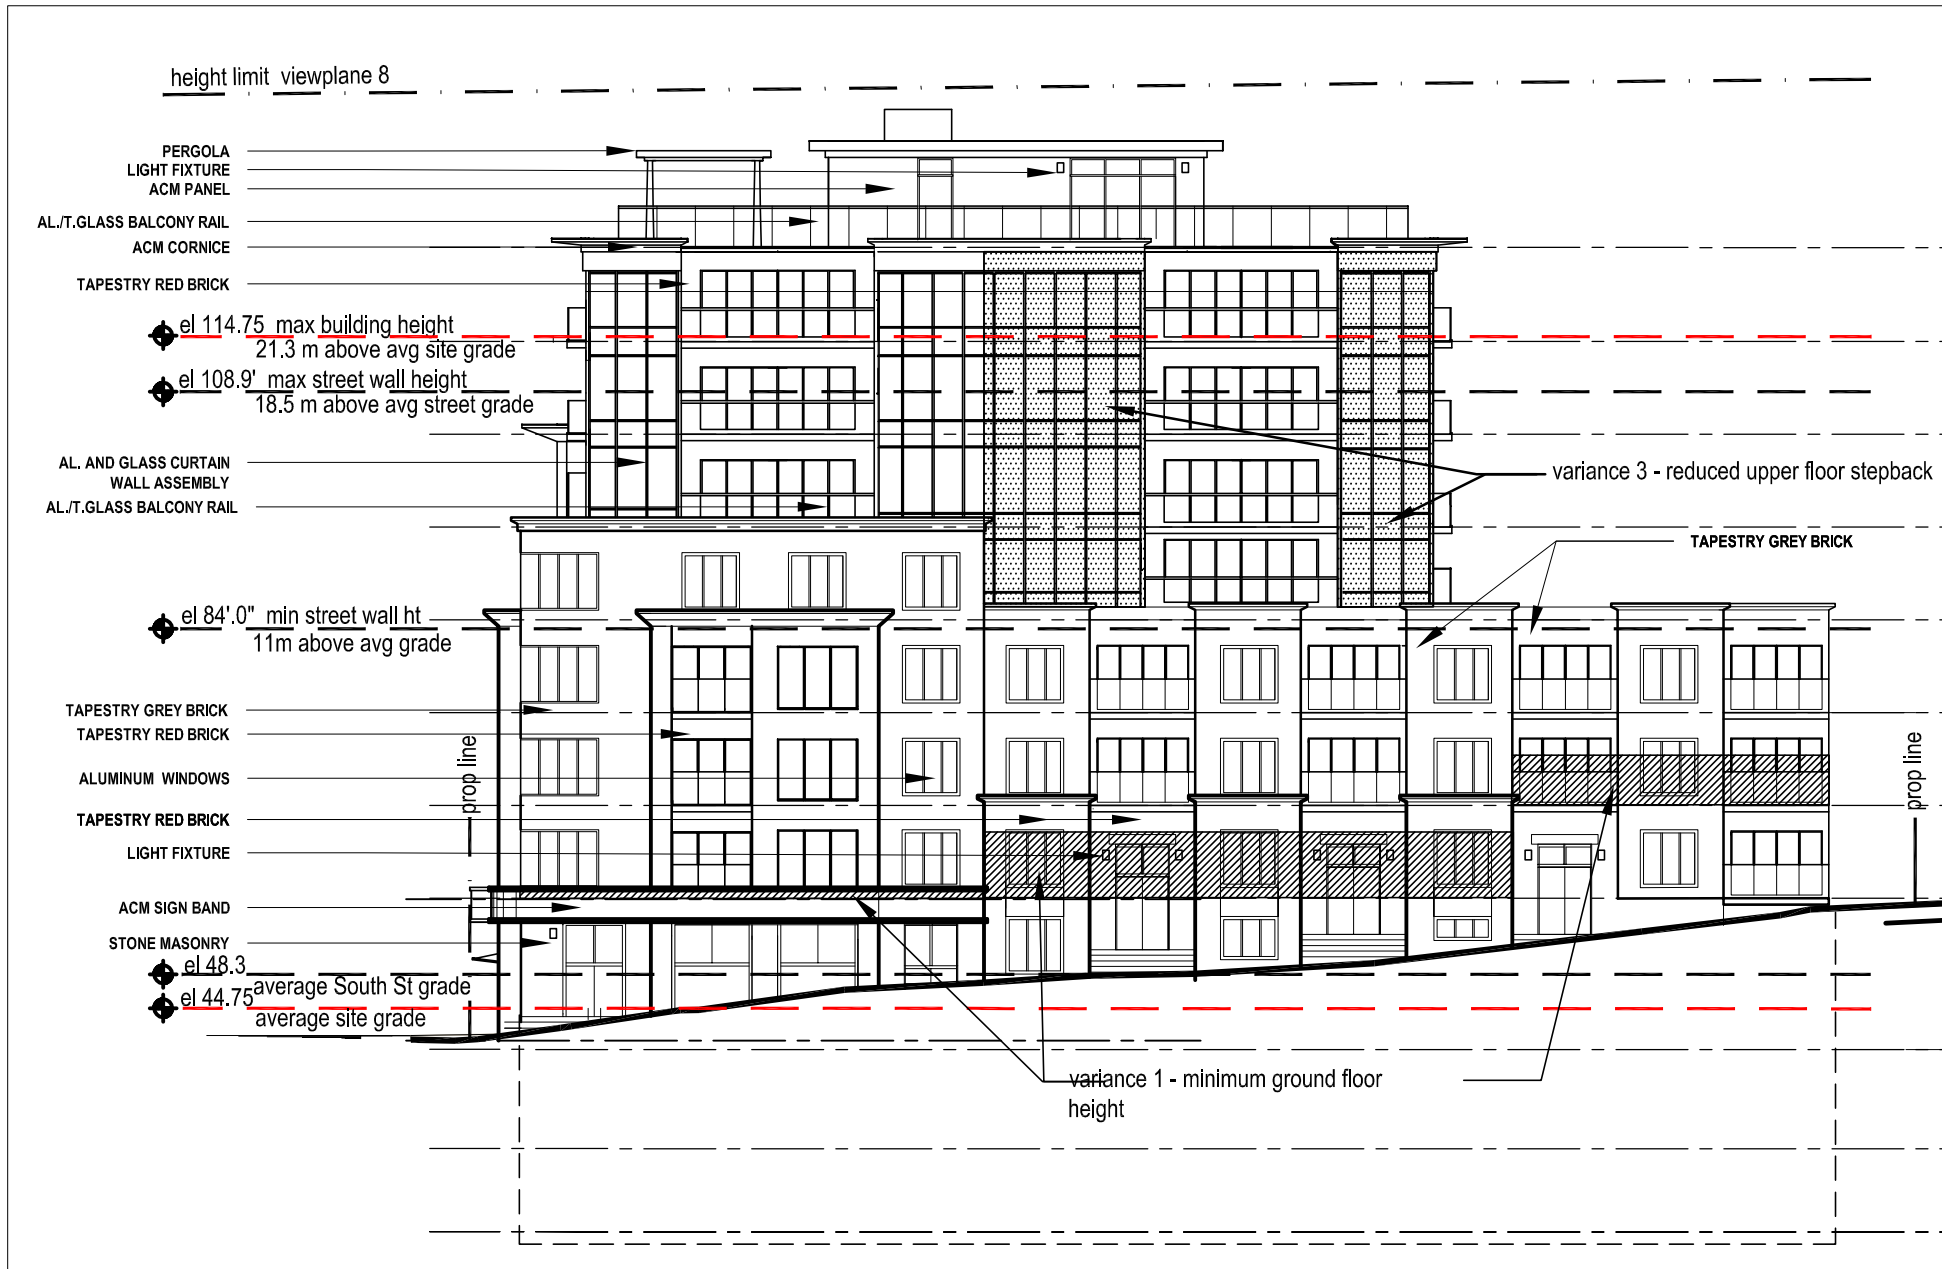 height limit  viewplane 8
PERGOLA
LIGHT FIXTURE
ACM PANEL
AL./T.GLASS BALCONY RAIL
ACM CORNICE
TAPESTRY RED BRICK
el 114.75  max building height
21.3 m above avg site grade
el 108.9'  max street wall height
18.5 m above avg street grade
AL. AND GLASS CURTAIN
WALL ASSEMBLY
variance 3 - reduced upper floor stepback
AL./T.GLASS BALCONY RAIL
TAPESTRY GREY BRICK
el 84'.0"  min street wall ht
11m above avg grade
TAPESTRY GREY BRICK
TAPESTRY RED BRICK
prop line
prop line
ALUMINUM  WINDOWS
TAPESTRY RED BRICK
LIGHT FIXTURE
ACM SIGN BAND
STONE MASONRY
el 48.3
average South St grade
el 44.75
average site grade
variance 1 - minimum ground floor
height